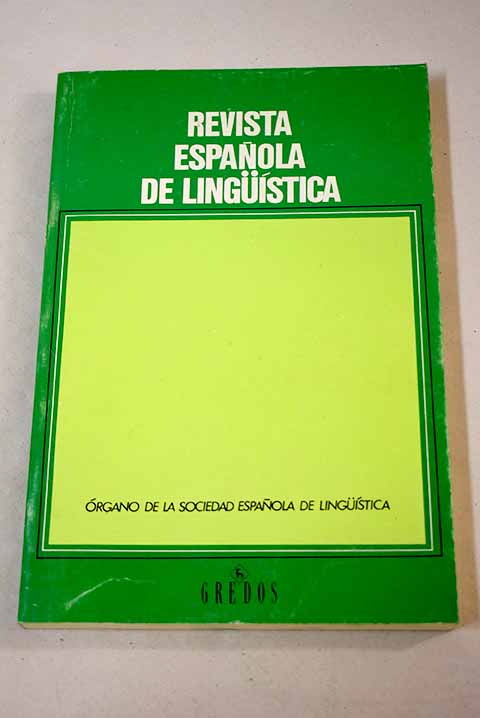 REVISTA
ESPAÑOLA
DE LINGÜÍSTICA
ÓRGANO DE LA SOCIEDAD ESPAÑOLA DE LINGÜÍSTICA
GREDOS